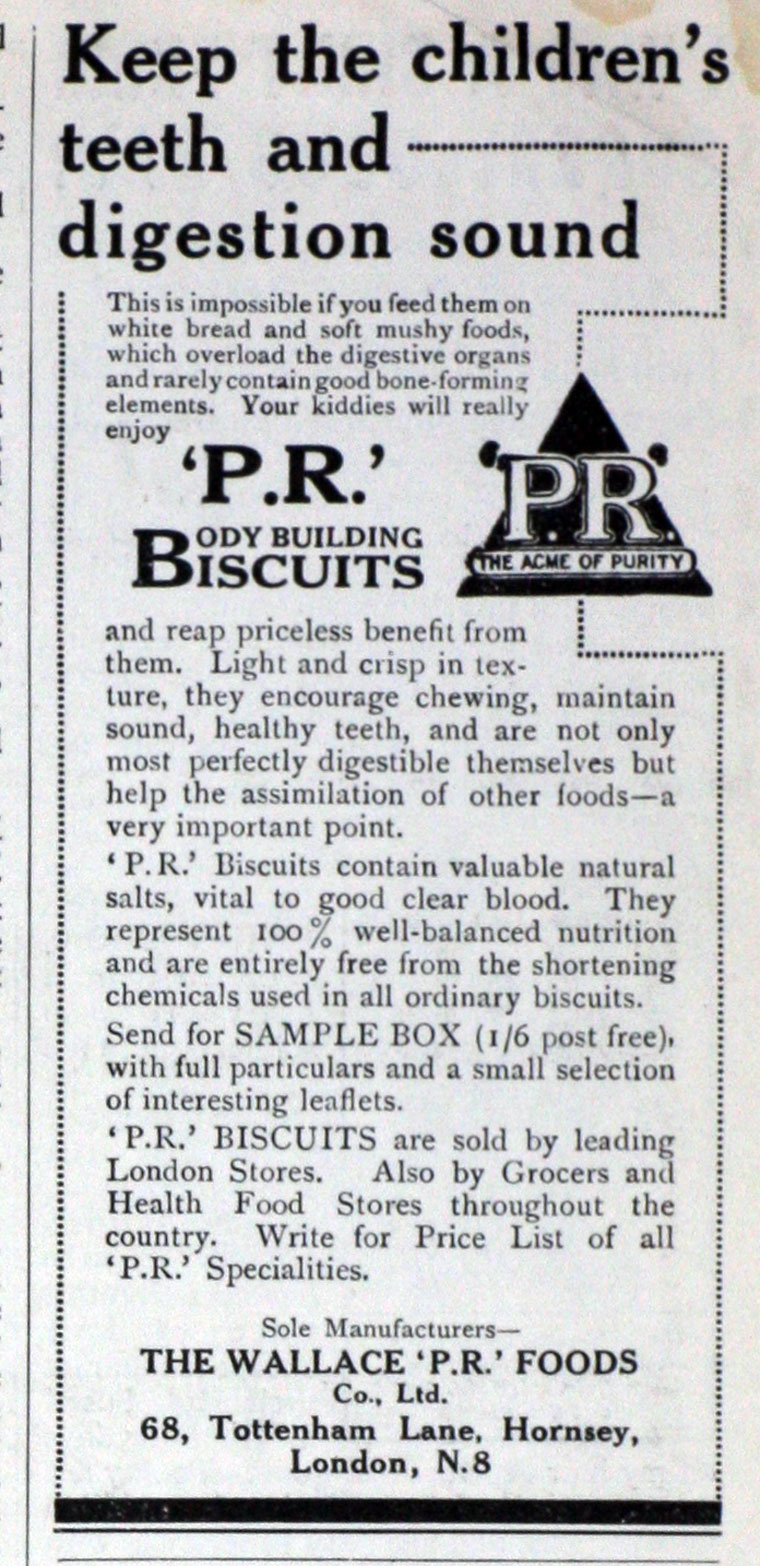 Keep the children's
teeth and
digestion sound
This is impossible if you feed them on
white bread and soft mushy foods,
which overload the digestive organs
and rarely contain good bone-forming
elements. Your kiddies will really
enjoy
'P.R.'
BODY BUILDING
BISCUITS
'P.R.'
THE ACME OF PURITY
and reap priceless benefit from
them. Light and crisp in tex-
ture, they encourage chewing, maintain
sound, healthy teeth, and are not only
most perfectly digestible themselves but
help the assimilation of other foods—a
very important point.
'P.R.' Biscuits contain valuable natural
salts, vital to good clear blood. They
represent 100% well-balanced nutrition
and are entirely free from the shortening
chemicals used in all ordinary biscuits.
Send for SAMPLE BOX (1/6 post free),
with full particulars and a small selection
of interesting leaflets.
'P.R.' BISCUITS are sold by leading
London Stores. Also by Grocers and
Health Food Stores throughout the
country. Write for Price List of all
'P.R.' Specialities.
Sole Manufacturers—
THE WALLACE 'P.R.' FOODS
Co., Ltd.
68, Tottenham Lane, Hornsey,
London, N.8